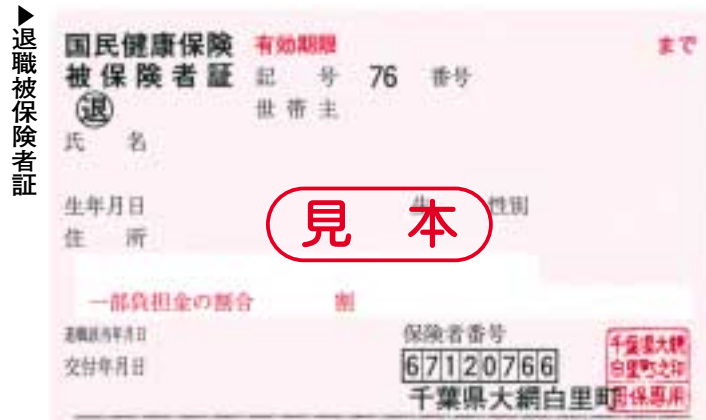 ▶退職被保険者証
国民健康保険 有効期限 まで
被保険者証 記 号 76 番号
退 世帯主
氏 名
生年月日 性別
見本
住 所
一部負担金の割合 割
退職該当年月日 保険者番号
交付年月日 67120766
千葉県大網白里町
千葉県大網
白里町之印
国保専用